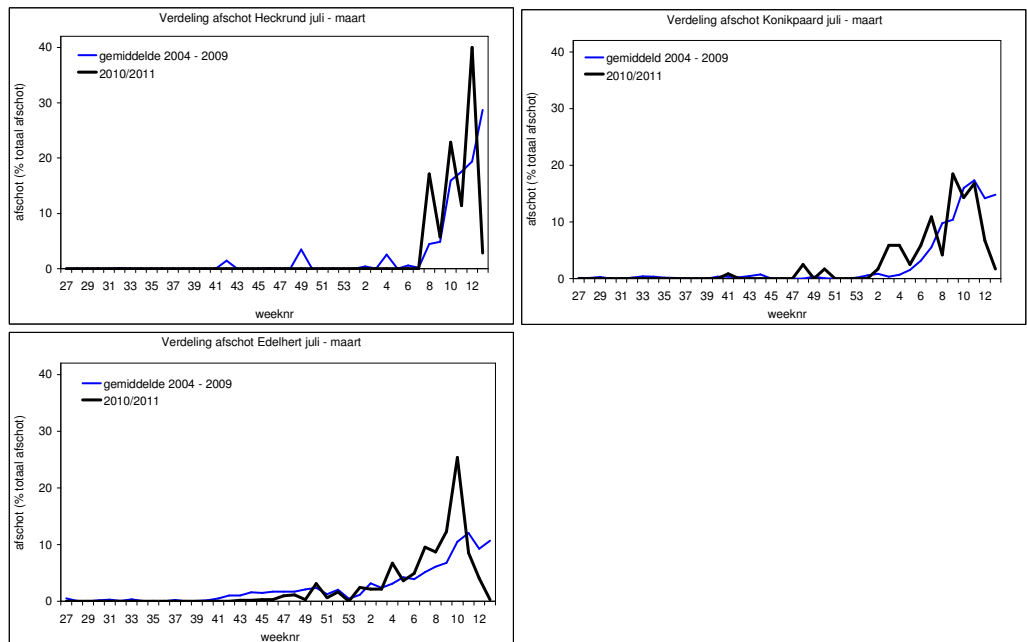 Verdeling afschot Heckrund juli - maart
afschot (% totaal afschot)
40
30
20
10
0
gemiddelde 2004 - 2009
2010/2011
27 29 31 33 35 37 39 41 43 45 47 49 51 53 2 4 6 8 10 12
weeknr
Verdeling afschot Konikpaard juli - maart
afschot (% totaal afschot)
40
30
20
10
0
gemiddeld 2004 - 2009
2010/2011
27 29 31 33 35 37 39 41 43 45 47 49 51 53 2 4 6 8 10 12
weeknr
Verdeling afschot Edelhert juli - maart
afschot (% totaal afschot)
40
30
20
10
0
gemiddelde 2004 - 2009
2010/2011
27 29 31 33 35 37 39 41 43 45 47 49 51 53 2 4 6 8 10 12
weeknr